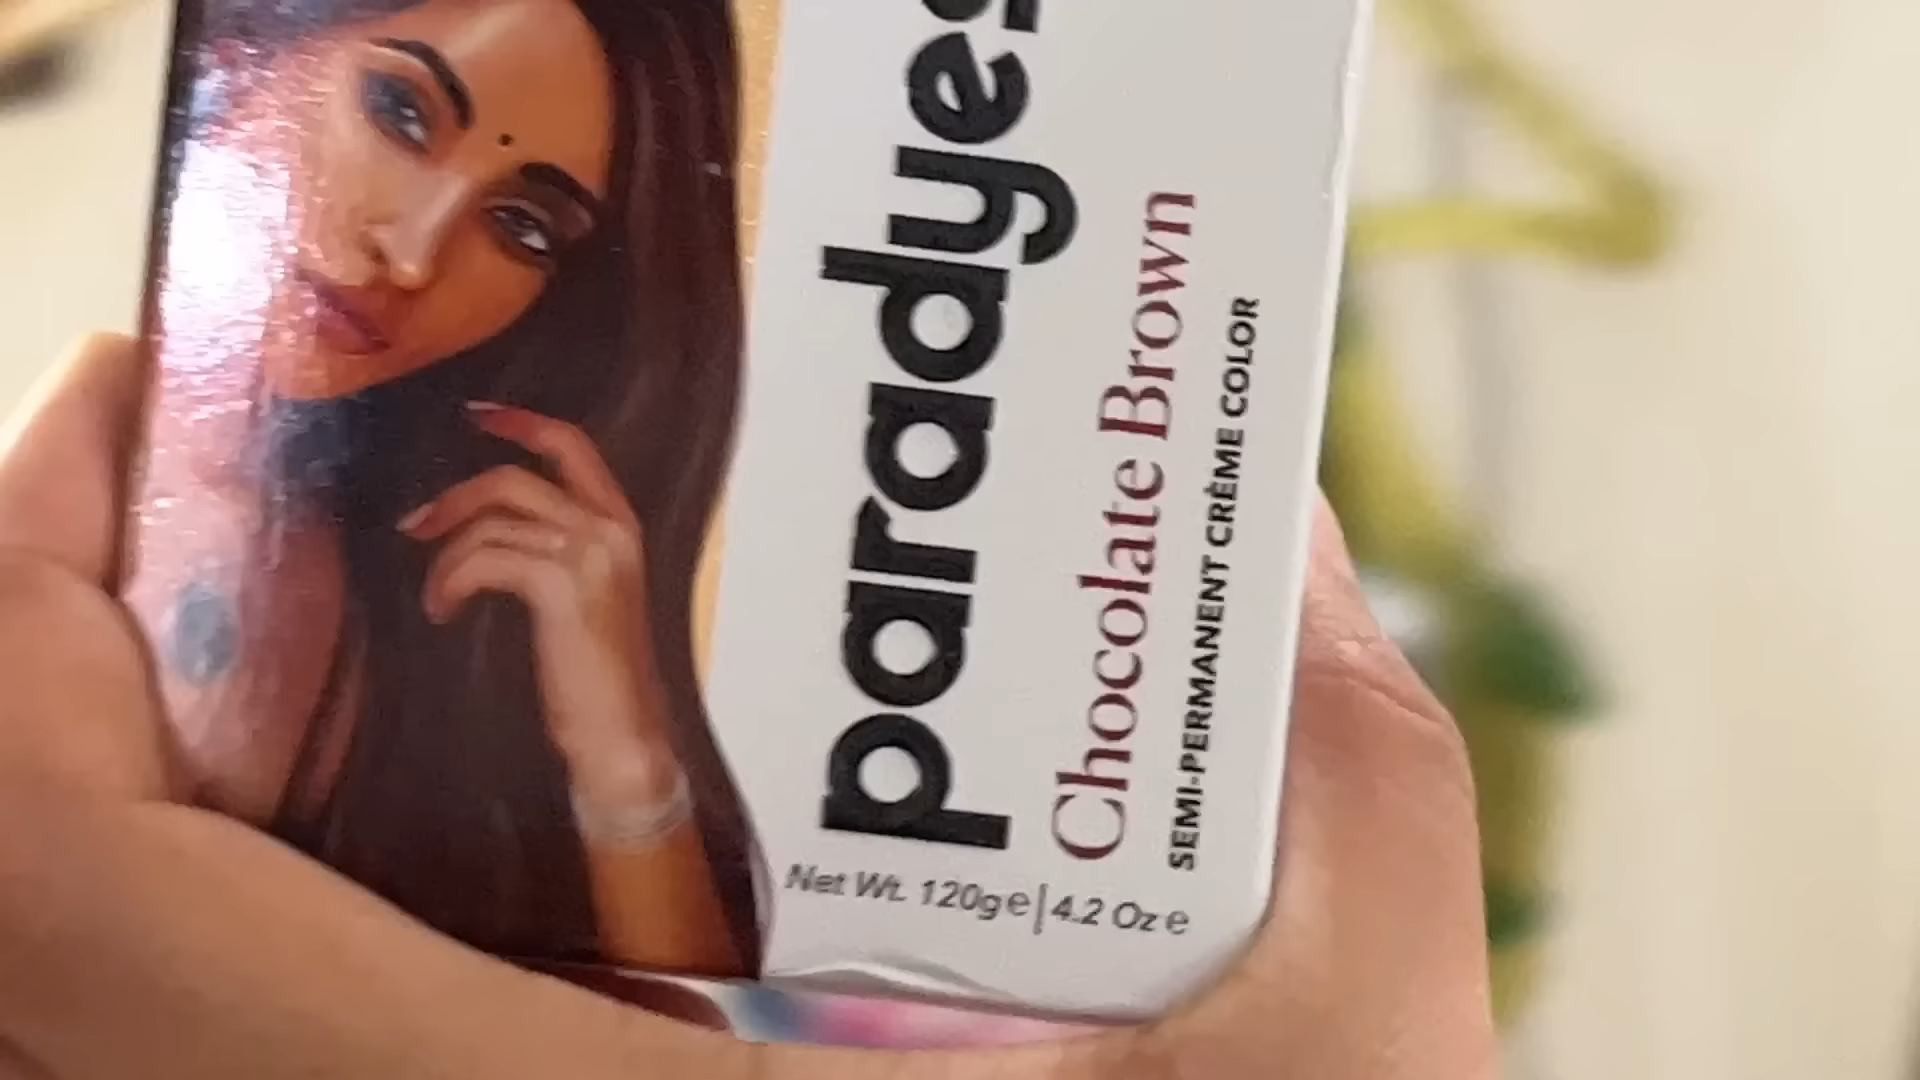 paradyes
Chocolate Brown
SEMI-PERMANENT CRÈME COLOR
Net Wt. 120g e | 4.2 Oz e